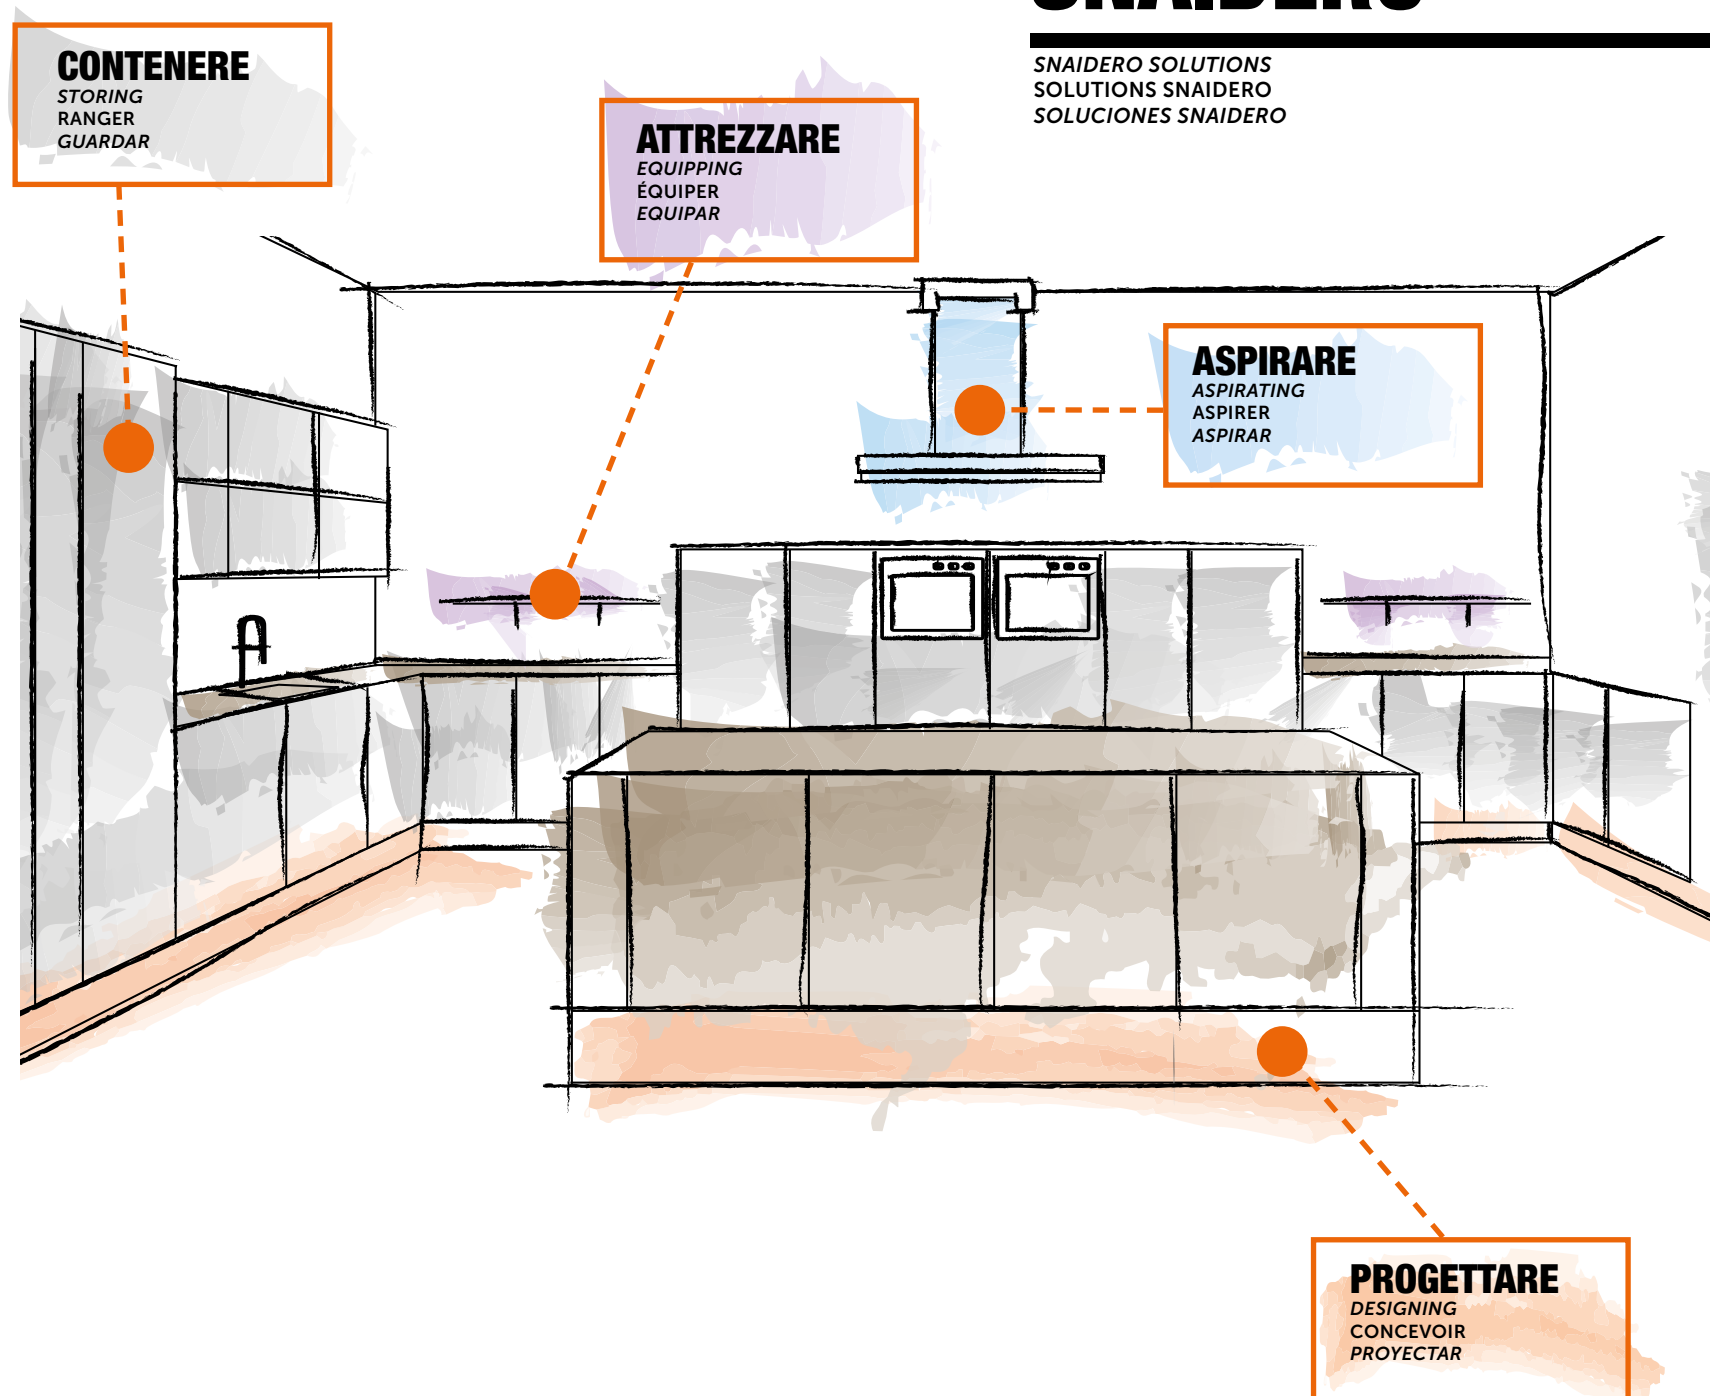 SNAIDERO
SNAIDERO SOLUTIONS
SOLUTIONS SNAIDERO
SOLUCIONES SNAIDERO
CONTENERE
STORING
RANGER
GUARDAR
ATTREZZARE
EQUIPPING
ÉQUIPER
EQUIPAR
ASPIRARE
ASPIRATING
ASPIRER
ASPIRAR
PROGETTARE
DESIGNING
CONCEVOIR
PROYECTAR